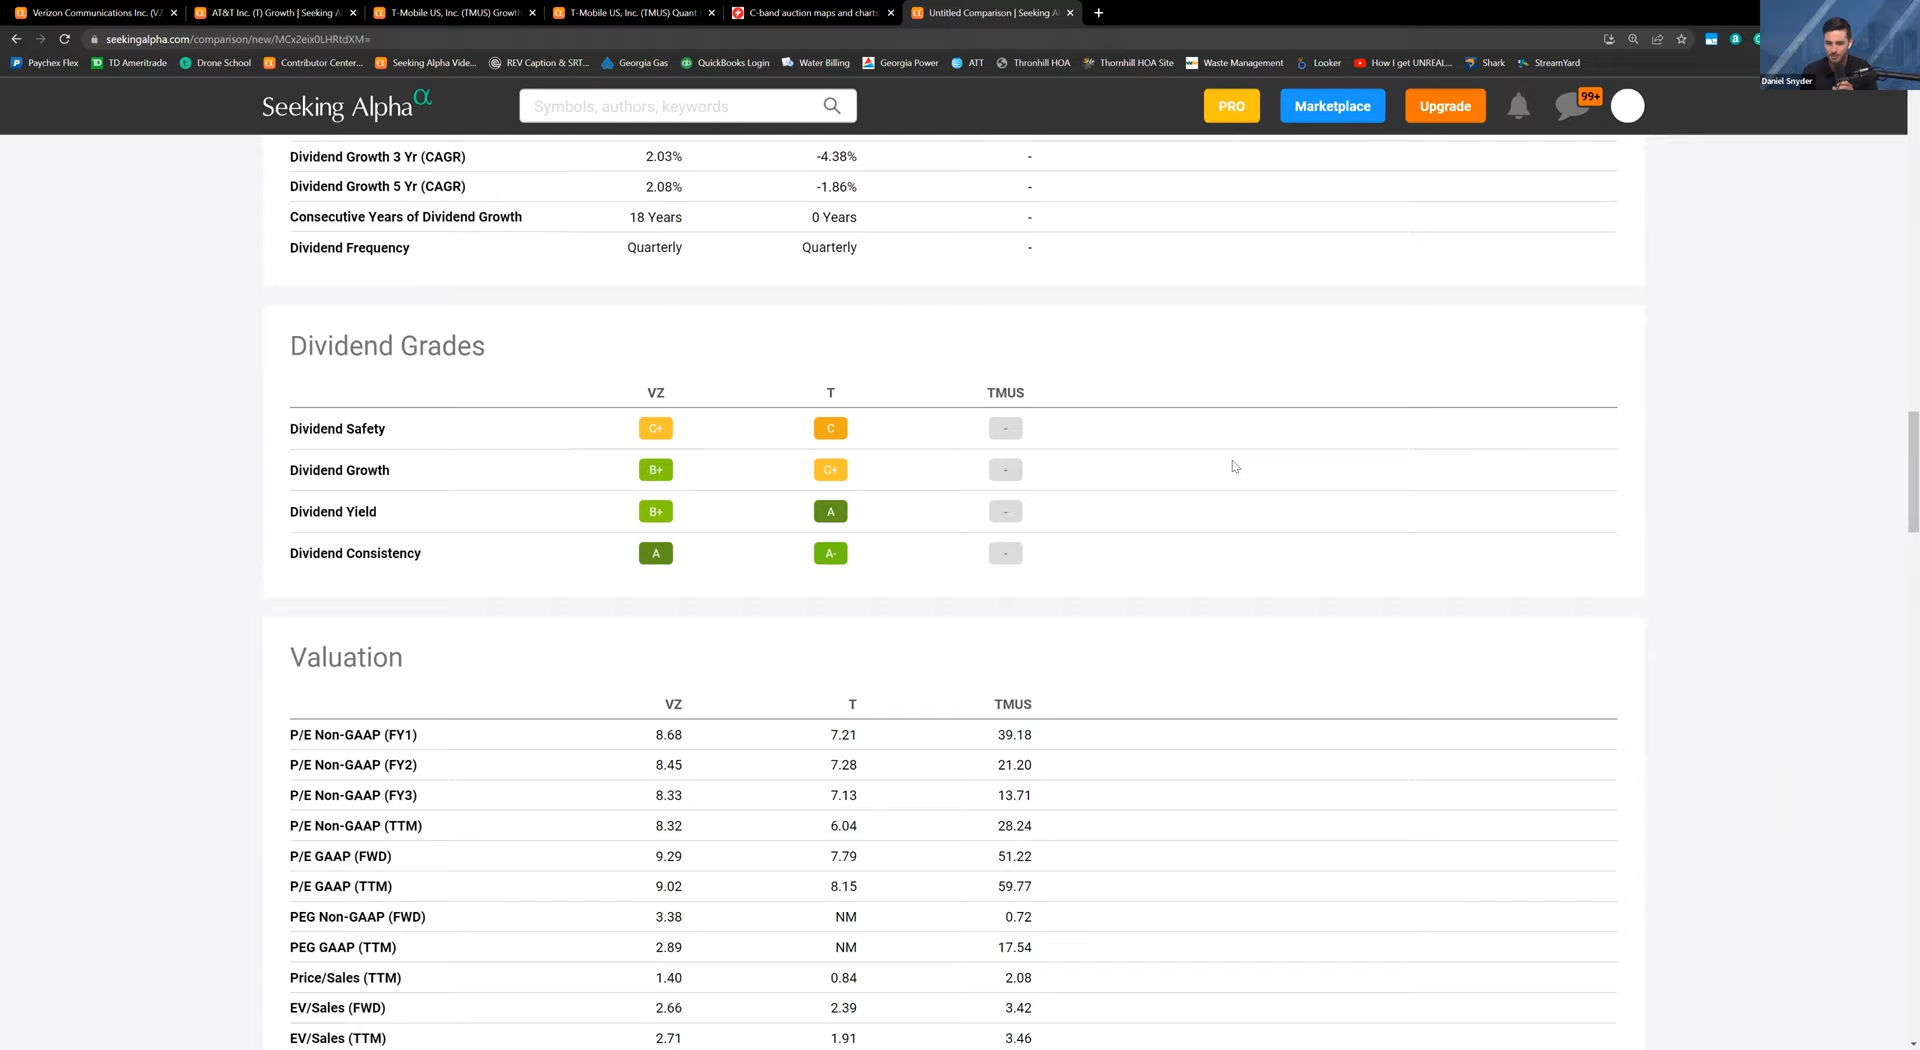 Verizon Communications Inc. (VZ
AT&T Inc. (T) Growth | Seeking A
T-Mobile US, Inc. (TMUS) Growth
T-Mobile US, Inc. (TMUS) Quant
C-band auction maps and charts:
Untitled Comparison | Seeking Al
seekingalpha.com/comparison/new/MCx2eix0LHRtdXM=
Paychex Flex
TD Ameritrade
Drone School
Contributor Center...
Seeking Alpha Vide...
REV Caption & SRT...
Georgia Gas
QuickBooks Login
Water Billing
Georgia Power
ATT
Thronhill HOA
Thornhill HOA Site
Waste Management
Looker
How I get UNREAL...
Shark
StreamYard
Daniel Snyder
Seeking Alpha α
Symbols, authors, keywords
PRO
Marketplace
Upgrade
99+
Dividend Growth 3 Yr (CAGR) 2.03% -4.38% -
Dividend Growth 5 Yr (CAGR) 2.08% -1.86% -
Consecutive Years of Dividend Growth 18 Years 0 Years -
Dividend Frequency Quarterly Quarterly -
Dividend Grades
VZ T TMUS
Dividend Safety C+ C -
Dividend Growth B+ C+ -
Dividend Yield B+ A -
Dividend Consistency A A- -
Valuation
VZ T TMUS
P/E Non-GAAP (FY1) 8.68 7.21 39.18
P/E Non-GAAP (FY2) 8.45 7.28 21.20
P/E Non-GAAP (FY3) 8.33 7.13 13.71
P/E Non-GAAP (TTM) 8.32 6.04 28.24
P/E GAAP (FWD) 9.29 7.79 51.22
P/E GAAP (TTM) 9.02 8.15 59.77
PEG Non-GAAP (FWD) 3.38 NM 0.72
PEG GAAP (TTM) 2.89 NM 17.54
Price/Sales (TTM) 1.40 0.84 2.08
EV/Sales (FWD) 2.66 2.39 3.42
EV/Sales (TTM) 2.71 1.91 3.46